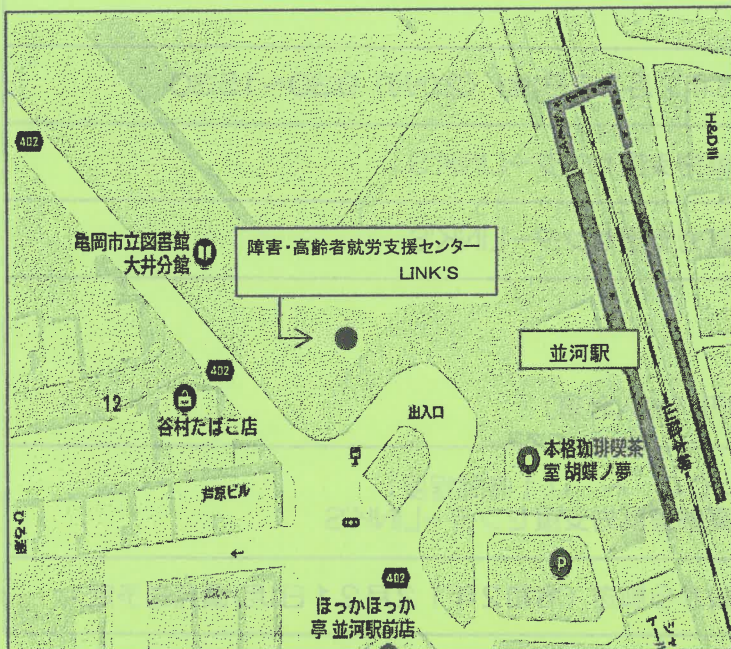 402
H&D川
亀岡市立図書館
大井分館
障害・高齢者就労支援センター
LINK'S
並河駅
402
12
谷村たばこ店
出入口
山陰本線
本格珈琲喫茶
室 胡蝶ノ夢
芦原ビル
P
402
ほっかほっか
亭 並河駅前店